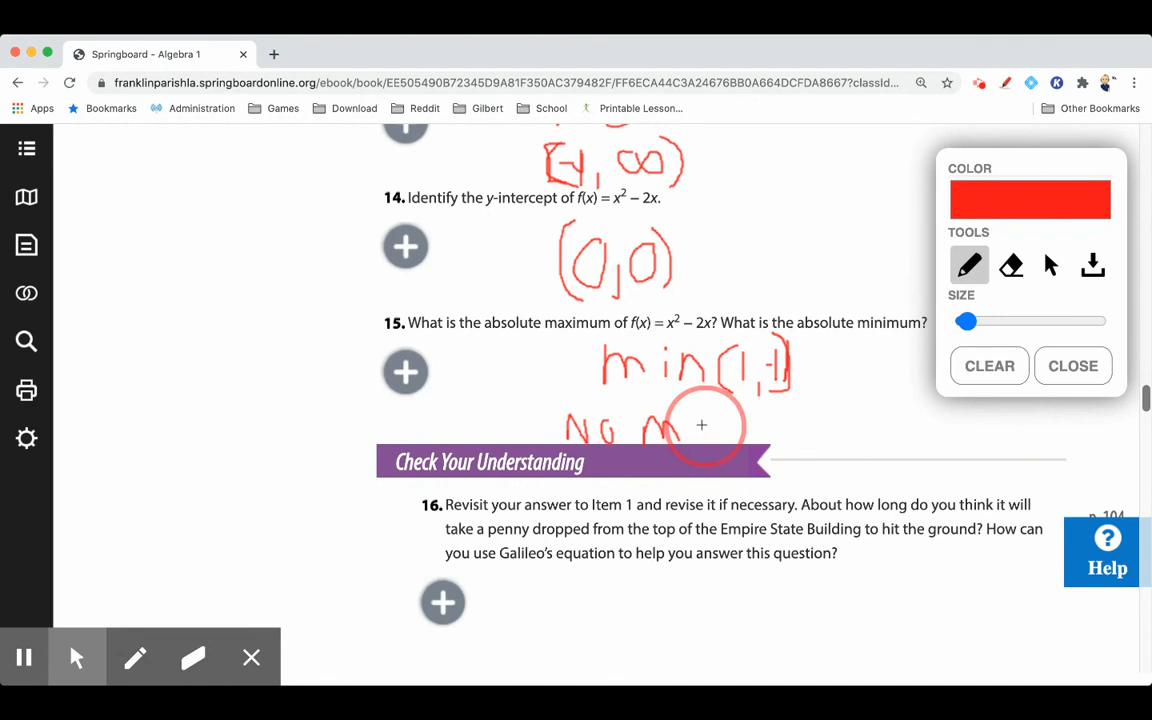 Springboard - Algebra 1
franklinparishla.springboardonline.org/ebook/book/EE505490B72345D9A81F350AC379482F/FF6ECA44C3A24676BB0A664DCFDA8667?classId...
Apps Bookmarks Administration Games Download Reddit Gilbert School Printable Lesson... Other Bookmarks
[-1, ∞)
14. Identify the y-intercept of f(x) = x² − 2x.
(0,0)
15. What is the absolute maximum of f(x) = x² − 2x? What is the absolute minimum?
min (1,-1)
No m
Check Your Understanding
16. Revisit your answer to Item 1 and revise it if necessary. About how long do you think it will
take a penny dropped from the top of the Empire State Building to hit the ground? How can
you use Galileo's equation to help you answer this question?
p. 104
COLOR
TOOLS
SIZE
CLEAR CLOSE
?
Help